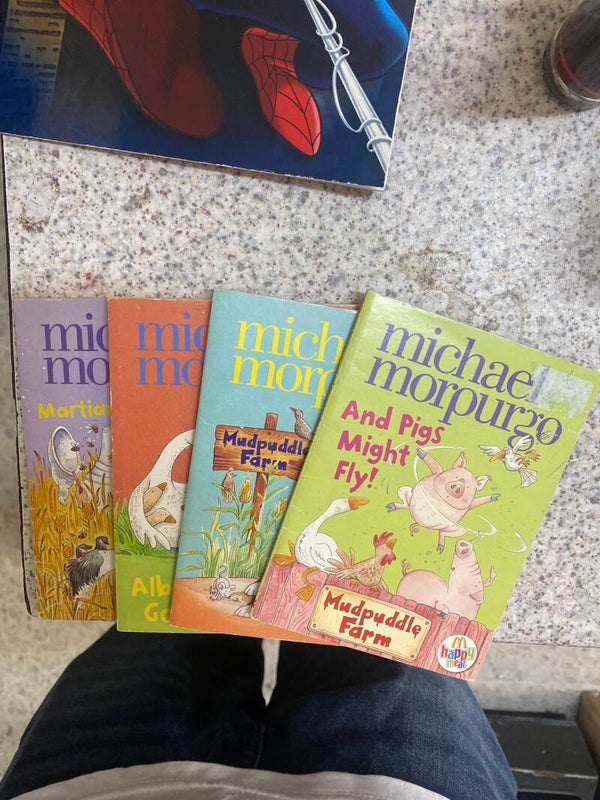 mic
mo
Martia
mic
mo
Alb
Go
mich
morp
Mudpuddle
Farm
michael
morpurgo
And Pigs
Might
Fly!
Mudpuddle
Farm
happy
meal